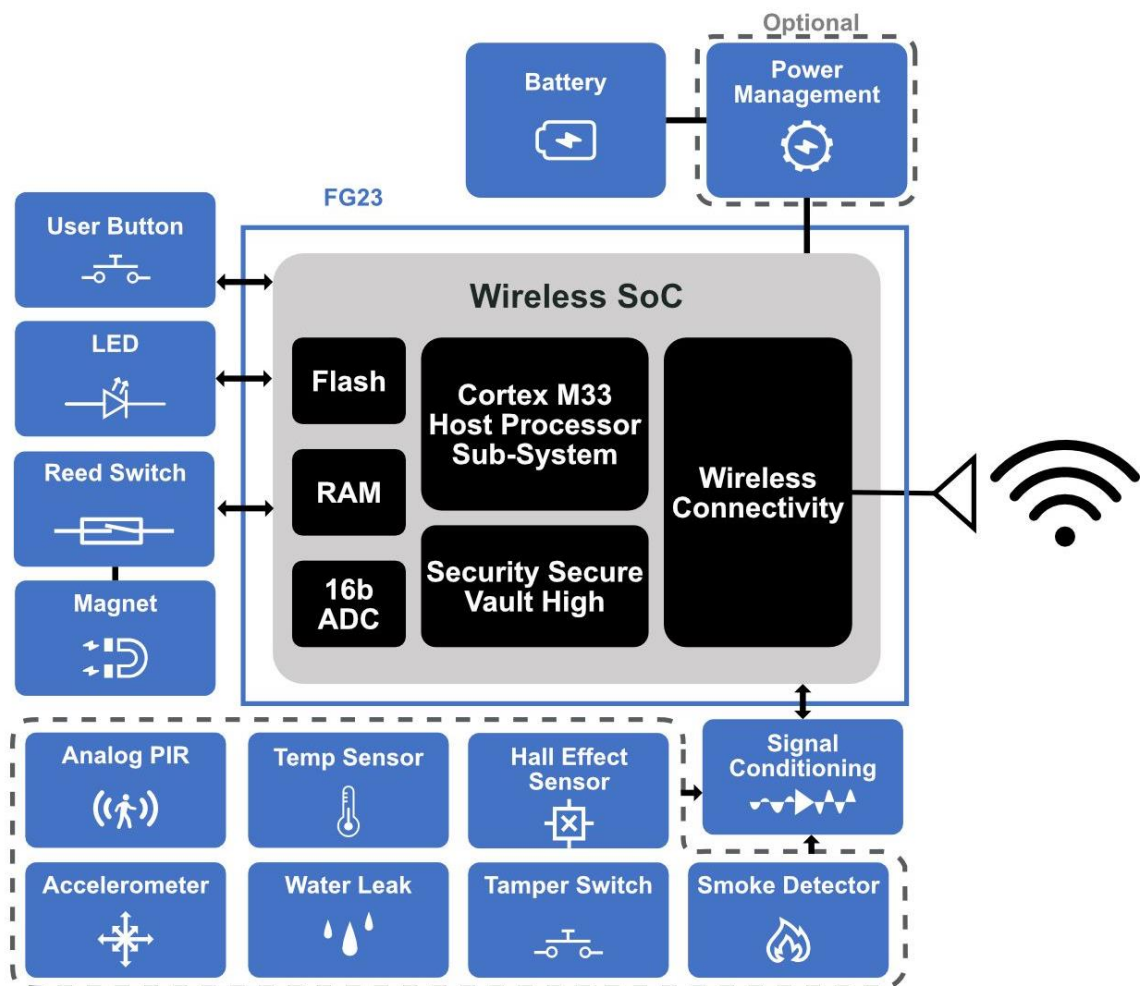 Optional
Battery
Power
Management
FG23
User Button
LED
Reed Switch
Magnet
Wireless SoC
Flash
RAM
16b
ADC
Cortex M33
Host Processor
Sub-System
Security Secure
Vault High
Wireless
Connectivity
Analog PIR
Temp Sensor
Hall Effect
Sensor
Signal
Conditioning
Accelerometer
Water Leak
Tamper Switch
Smoke Detector